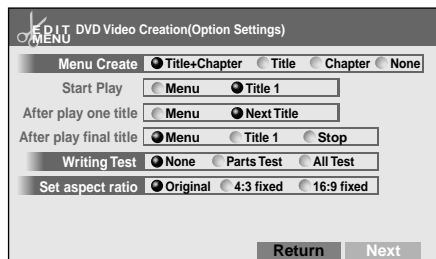 EDIT MENU DVD Video Creation(Option Settings)
Menu Create Title+Chapter Title Chapter None
Start Play Menu Title 1
After play one title Menu Next Title
After play final title Menu Title 1 Stop
Writing Test None Parts Test All Test
Set aspect ratio Original 4:3 fixed 16:9 fixed
Return Next